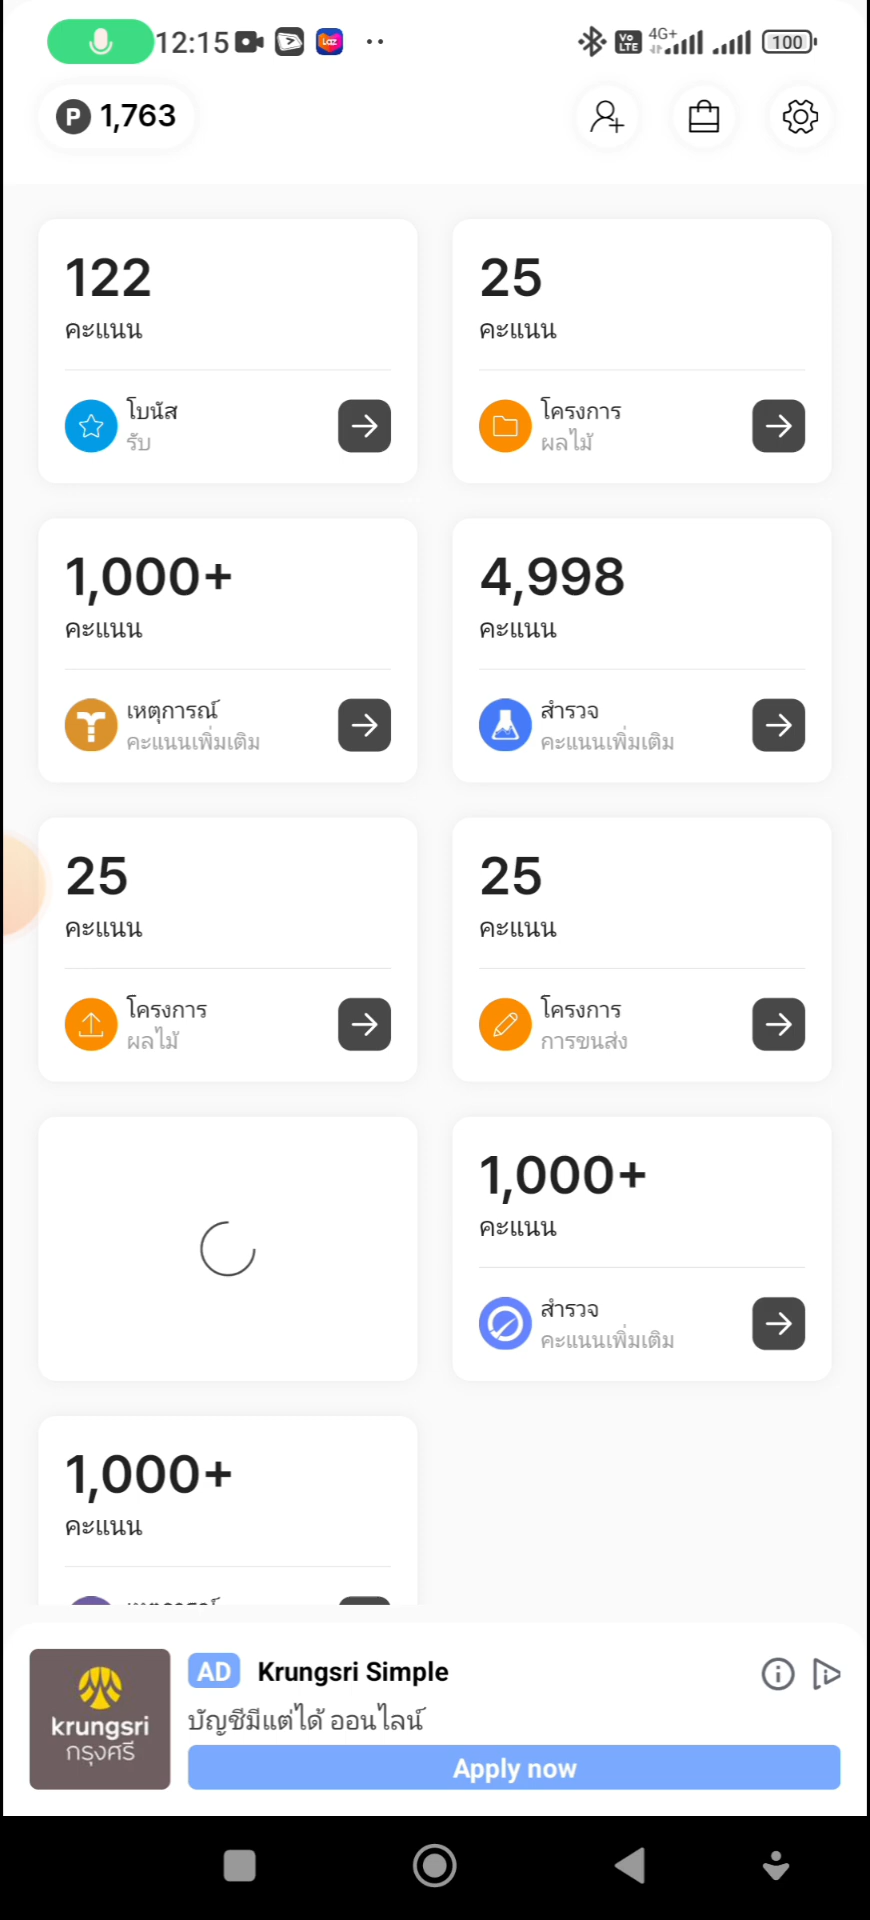 12:15
4G+
Vo LTE
100
P 1,763
122
คะแนน
โบนัส
รับ
25
คะแนน
โครงการ
ผลไม้
1,000+
คะแนน
เหตุการณ์
คะแนนเพิ่มเติม
4,998
คะแนน
สำรวจ
คะแนนเพิ่มเติม
25
คะแนน
โครงการ
ผลไม้
25
คะแนน
โครงการ
การขนส่ง
1,000+
คะแนน
สำรวจ
คะแนนเพิ่มเติม
1,000+
คะแนน
krungsri
กรุงศรี
AD Krungsri Simple
บัญชีมีแต่ได้ ออนไลน์
Apply now